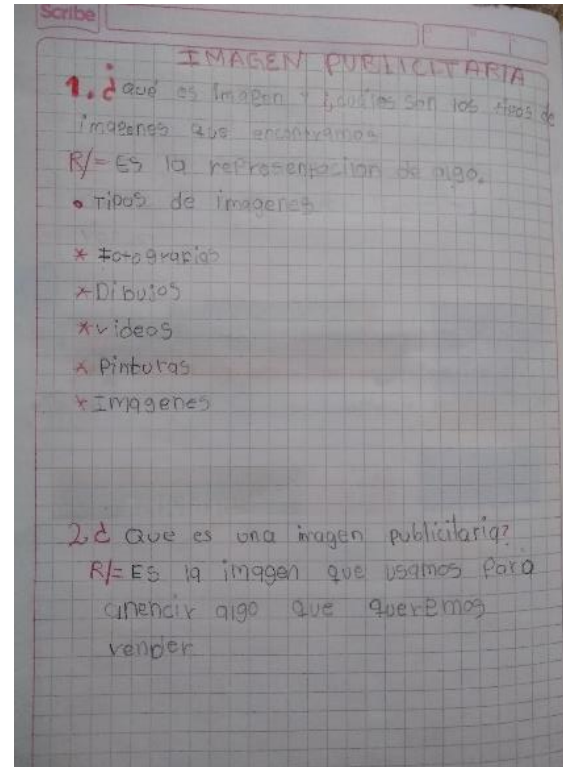 Scribe
IMAGEN PUBLICITARIA
1. ¿qué es Imagen y ¿cuáles son los tipos de
imagenes que encontramos
R/= Es la representación de algo.
• Tipos de imagenes
* Fotografias
* Dibujos
* videos
* Pinturas
* Imagenes
2. ¿ Que es una imagen publicitaria?
R/= Es la imagen que usamos Para
anencir algo que queremos
vender